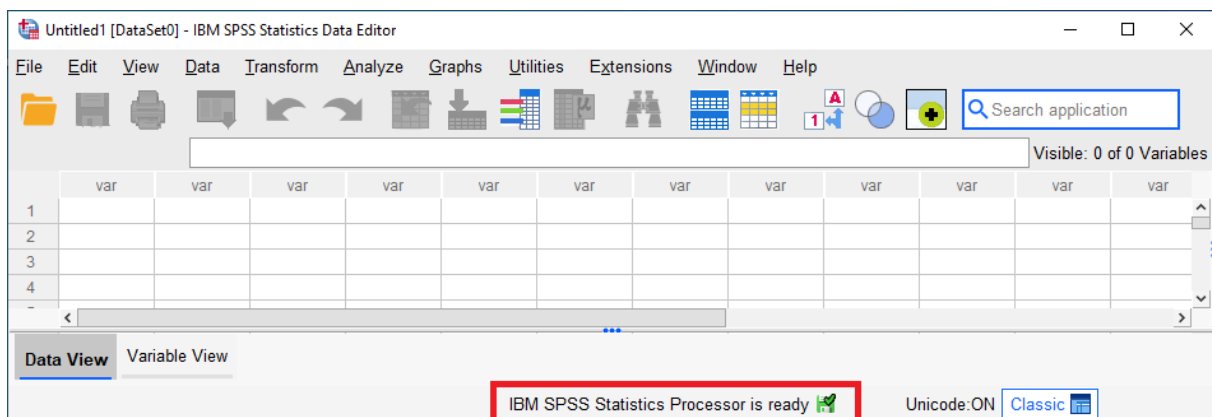 Untitled1 [DataSet0] - IBM SPSS Statistics Data Editor
File Edit View Data Transform Analyze Graphs Utilities Extensions Window Help
μ A 1 Search application
Visible: 0 of 0 Variables
var var var var var var var var var var var var
1
2
3
4
Data View Variable View
IBM SPSS Statistics Processor is ready Unicode:ON Classic